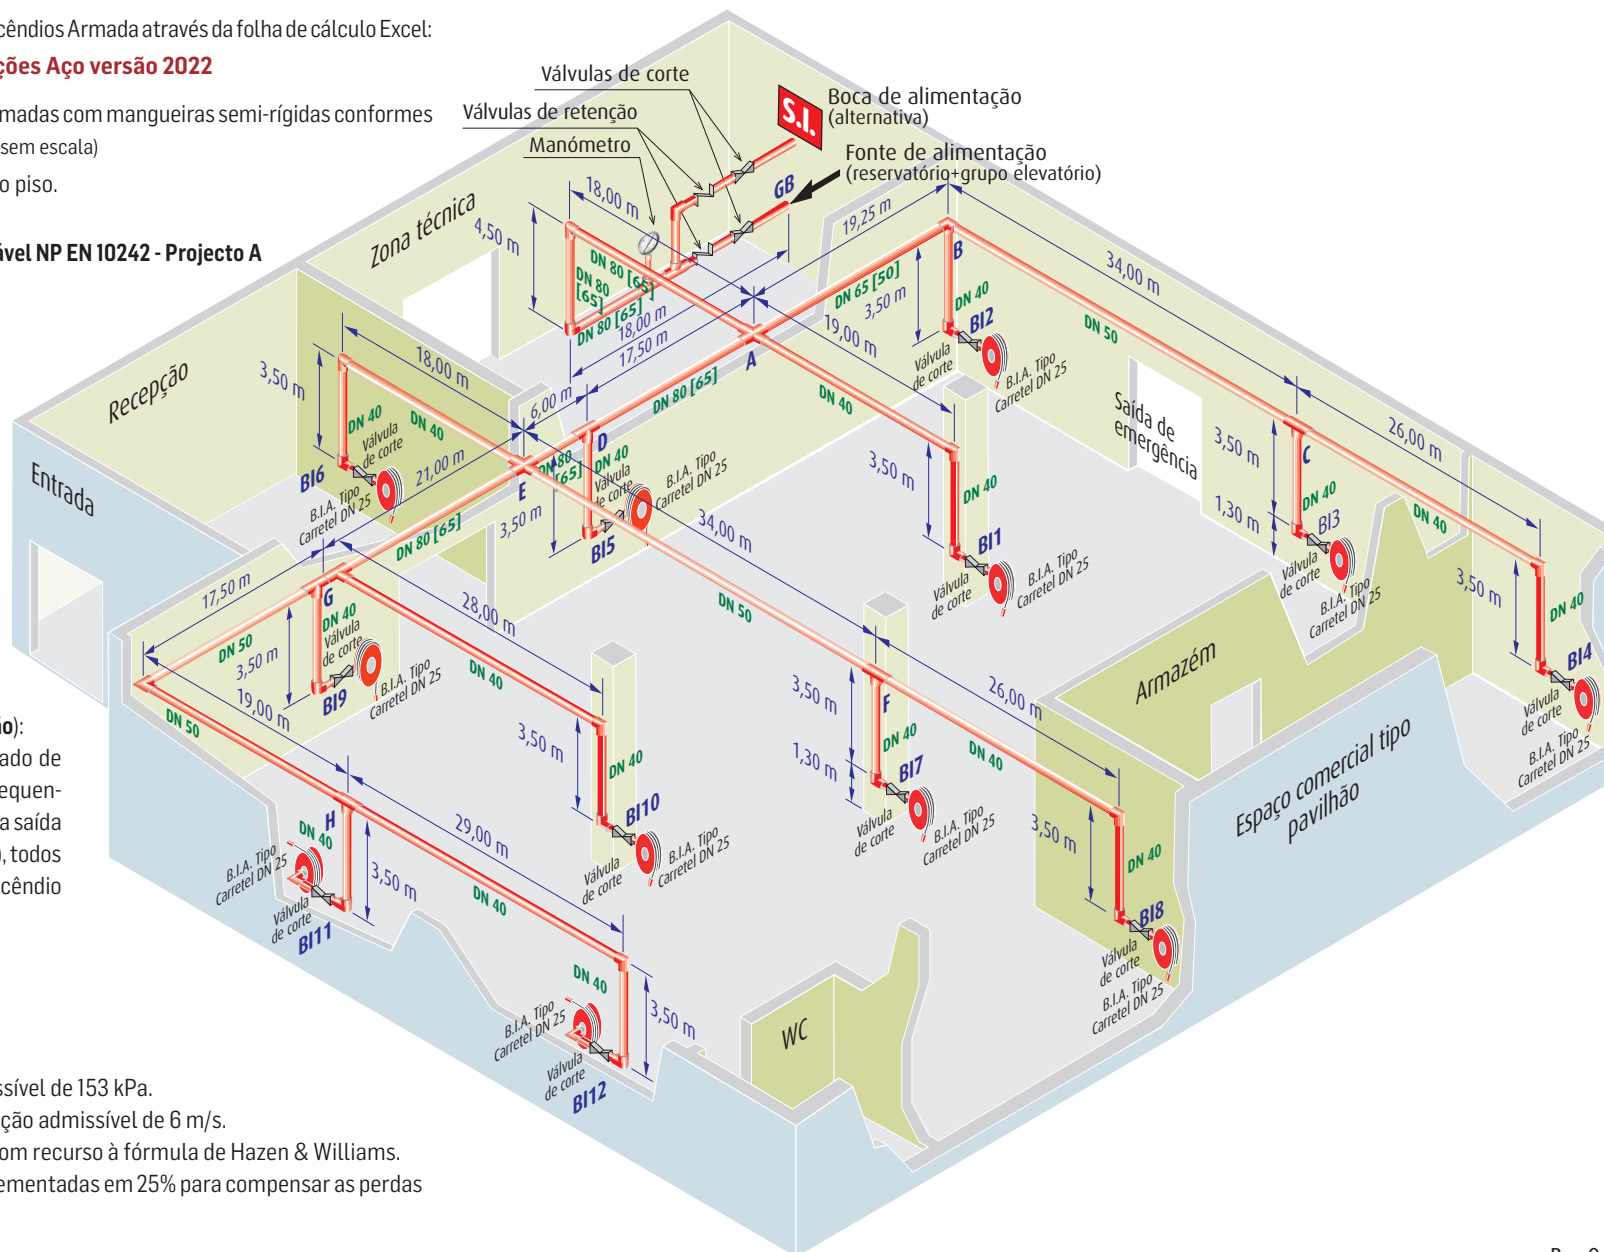 cêndios Armada através da folha de cálculo Excel:
ções Aço versão 2022
madas com mangueiras semi-rígidas conformes
sem escala)
o piso.
ável NP EN 10242 - Projecto A
Válvulas de corte
Válvulas de retenção
Manómetro
S.I.
Boca de alimentação
(alternativa)
Fonte de alimentação
(reservatório+grupo elevatório)
GB
Zona técnica
18,00 m
4,50 m
DN 80 [65]
DN 80
[65]
DN 80 [65]
18,00 m
17,50 m
19,25 m
DN 65 [50]
3,50 m
B
DN 40
BI2
Válvula
de corte
B.I.A. Tipo
Carretel DN 25
34,00 m
DN 50
19,00 m
A
DN 80 [65]
DN 40
Recepção
3,50 m
18,00 m
6,00 m
DN 40
DN 40
Válvula
de corte
BI6
B.I.A. Tipo
Carretel DN 25
21,00 m
D
E
DN 80
[65]
DN 40
Válvula
de corte
3,50 m
BI5
B.I.A. Tipo
Carretel DN 25
Entrada
DN 80 [65]
34,00 m
3,50 m
DN 40
BI1
Válvula
de corte
B.I.A. Tipo
Carretel DN 25
Saída de
emergência
3,50 m
C
26,00 m
DN 40
1,30 m
BI3
DN 40
Válvula
de corte
B.I.A. Tipo
Carretel DN 25
3,50 m
DN 40
BI4
Válvula
de corte
B.I.A. Tipo
Carretel DN 25
17,50 m
G
DN 50
DN 40
Válvula
de corte
3,50 m
BI9
B.I.A. Tipo
Carretel DN 25
28,00 m
DN 40
DN 50
19,00 m
DN 50
3,50 m
DN 40
BI10
Válvula
de corte
B.I.A. Tipo
Carretel DN 25
3,50 m
F
26,00 m
DN 40
DN 40
1,30 m
BI7
Válvula
de corte
B.I.A. Tipo
Carretel DN 25
Armazém
Espaço comercial tipo
pavilhão
ão):
ado de
equen-
a saída
), todos
cêndio
H
DN 40
29,00 m
B.I.A. Tipo
Carretel DN 25
3,50 m
Válvula
de corte
BI11
DN 40
DN 40
3,50 m
B.I.A. Tipo
Carretel DN 25
Válvula
de corte
BI12
3,50 m
DN 40
BI8
Válvula
de corte
B.I.A. Tipo
Carretel DN 25
WC
ssível de 153 kPa.
ção admissível de 6 m/s.
om recurso à fórmula de Hazen & Williams.
ementadas em 25% para compensar as perdas